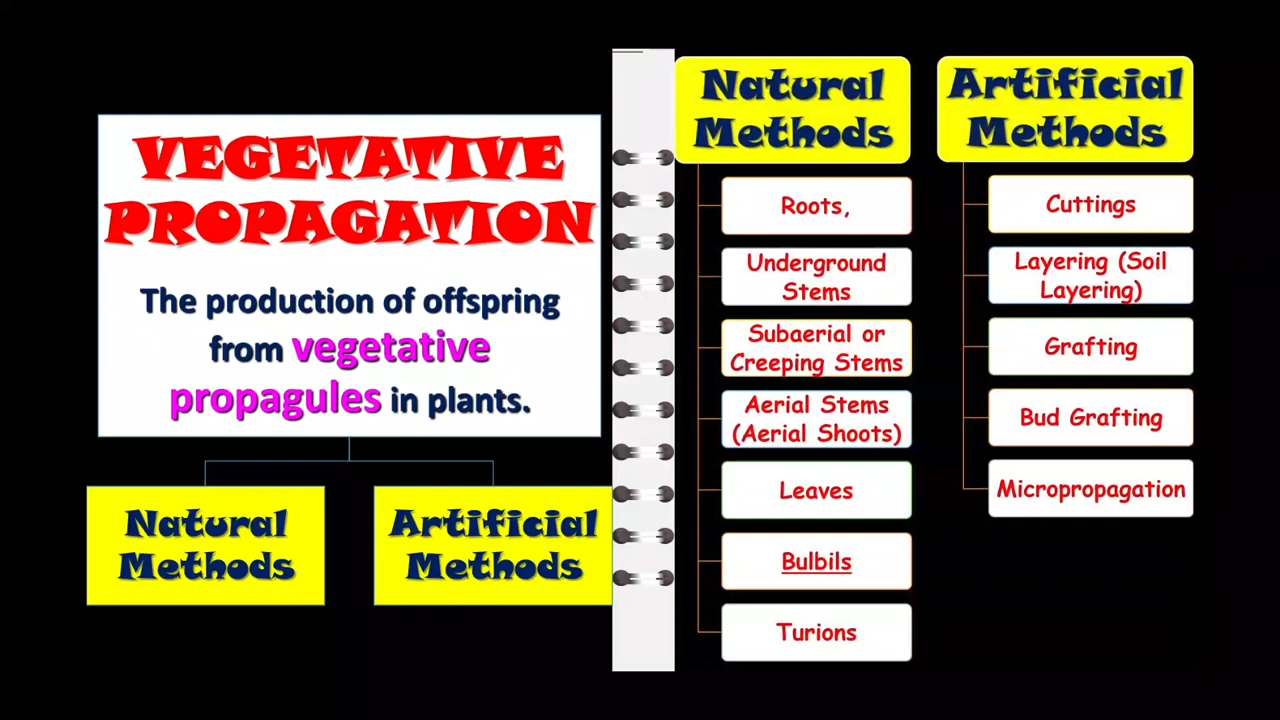 VEGETATIVE
PROPAGATION
The production of offspring
from vegetative
propagules in plants.
Natural
Methods
Artificial
Methods
Natural
Methods
Roots,
Underground
Stems
Subaerial or
Creeping Stems
Aerial Stems
(Aerial Shoots)
Leaves
Bulbils
Turions
Artificial
Methods
Cuttings
Layering (Soil
Layering)
Grafting
Bud Grafting
Micropropagation